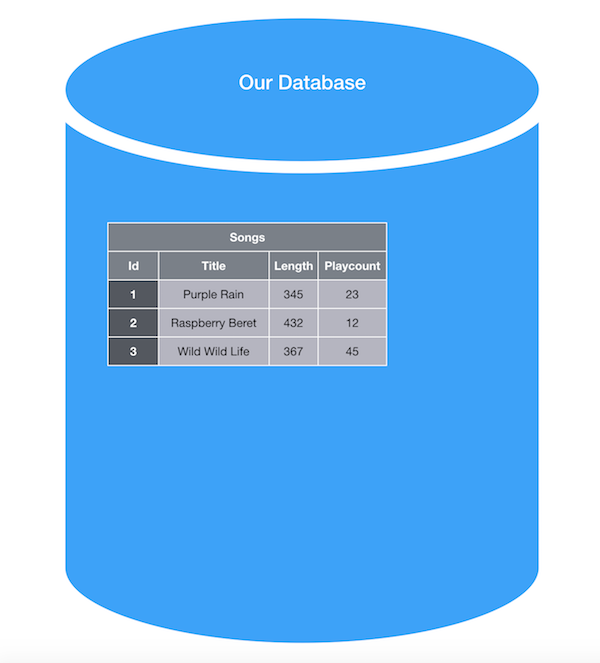 Our Database
Songs
Id Title Length Playcount
1 Purple Rain 345 23
2 Raspberry Beret 432 12
3 Wild Wild Life 367 45